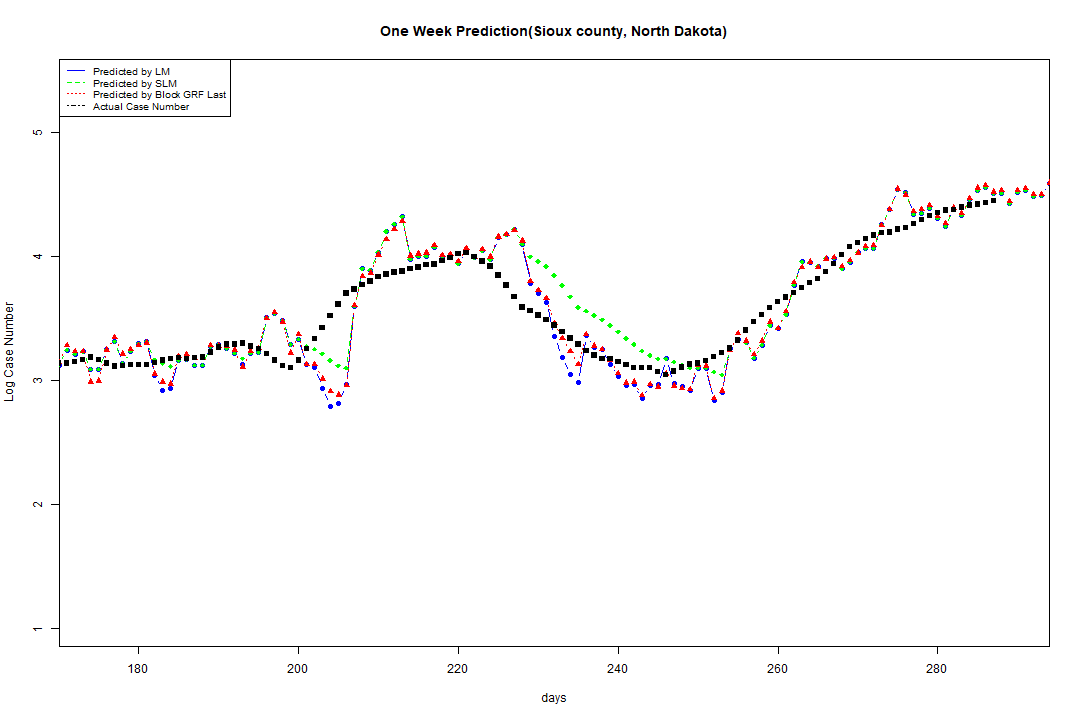 One Week Prediction(Sioux county, North Dakota)
Predicted by LM
Predicted by SLM
Predicted by Block GRF Last
Actual Case Number
5
4
3
2
1
Log Case Number
180 200 220 240 260 280
days